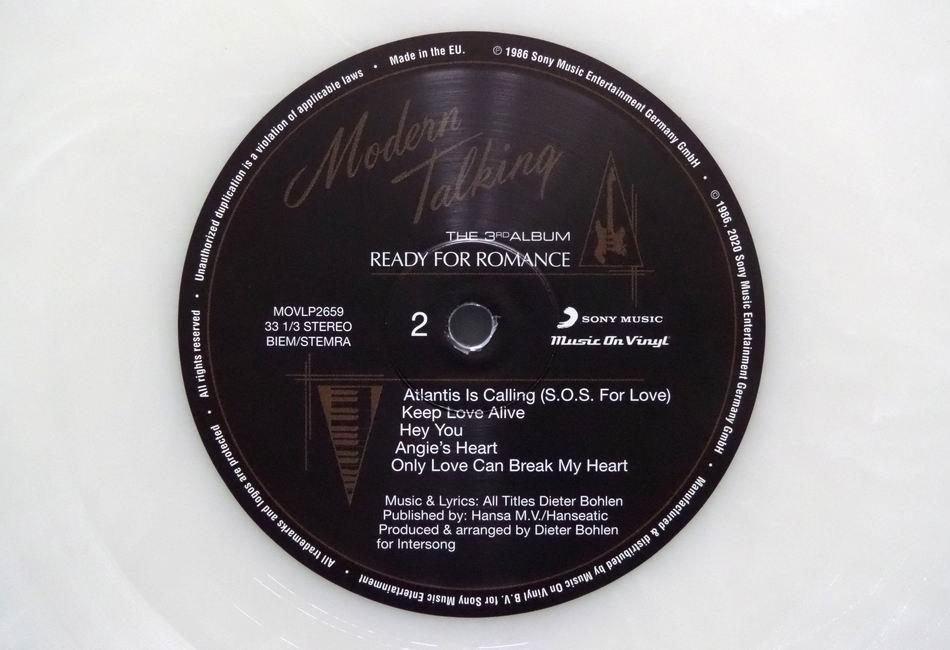 Modern
Talking
THE 3RD ALBUM
READY FOR ROMANCE
MOVLP2659
33 1/3 STEREO
BIEM/STEMRA
2
SONY MUSIC
Music On Vinyl
Atlantis Is Calling (S.O.S. For Love)
Keep Love Alive
Hey You
Angie's Heart
Only Love Can Break My Heart
Music & Lyrics: All Titles Dieter Bohlen
Published by: Hansa M.V./Hanseatic
Produced & arranged by Dieter Bohlen
for Intersong
℗ 1986 Sony Music Entertainment Germany GmbH • © 1986, 2020 Sony Music Entertainment Germany GmbH • Manufactured & distributed by Music On Vinyl B.V. for Sony Music Entertainment • All trademarks and logos are protected • All rights reserved • Unauthorized duplication is a violation of applicable laws • Made in the EU.